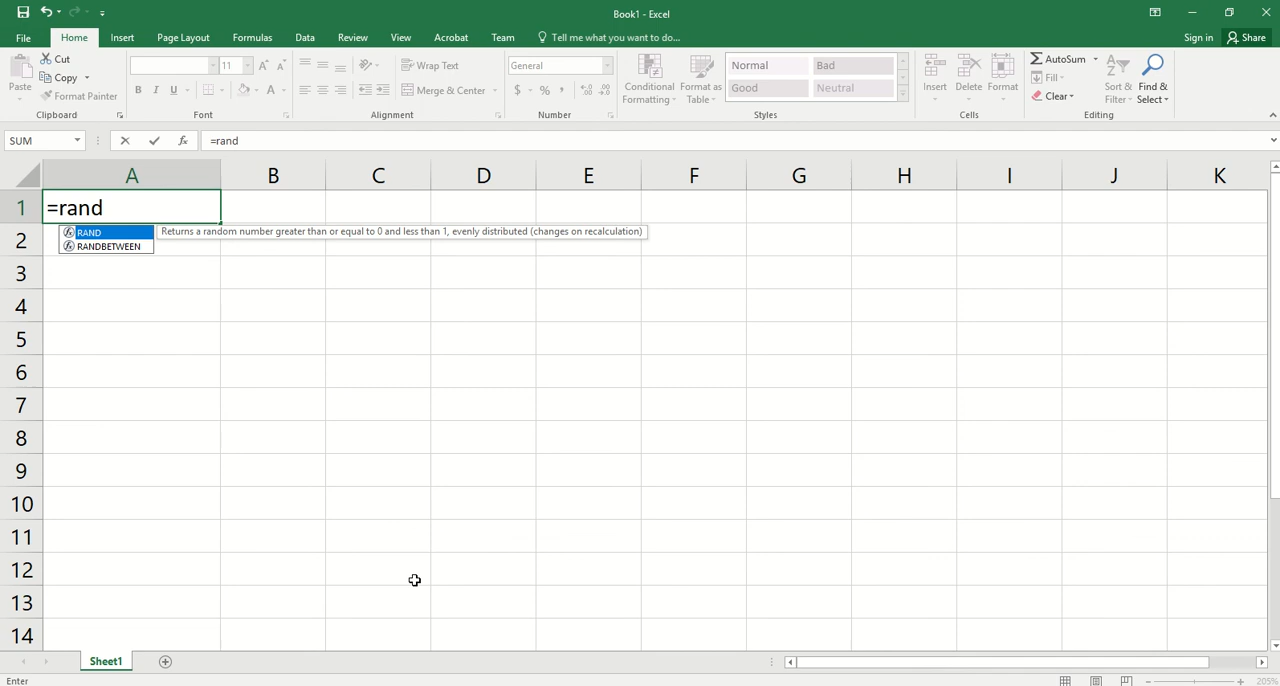 Book1 - Excel
File Home Insert Page Layout Formulas Data Review View Acrobat Team Tell me what you want to do... Sign in Share
Paste Cut Copy Format Painter
11 Wrap Text Merge & Center
General $ %
Conditional Formatting Format as Table Normal Bad Good Neutral
Insert Delete Format
AutoSum Fill Clear Sort & Filter Find & Select
Clipboard Font Alignment Number Styles Cells Editing
SUM fx =rand
A B C D E F G H I J K
1 =rand
RAND Returns a random number greater than or equal to 0 and less than 1, evenly distributed (changes on recalculation)
RANDBETWEEN
2
3
4
5
6
7
8
9
10
11
12
13
14
Sheet1
Enter 205%